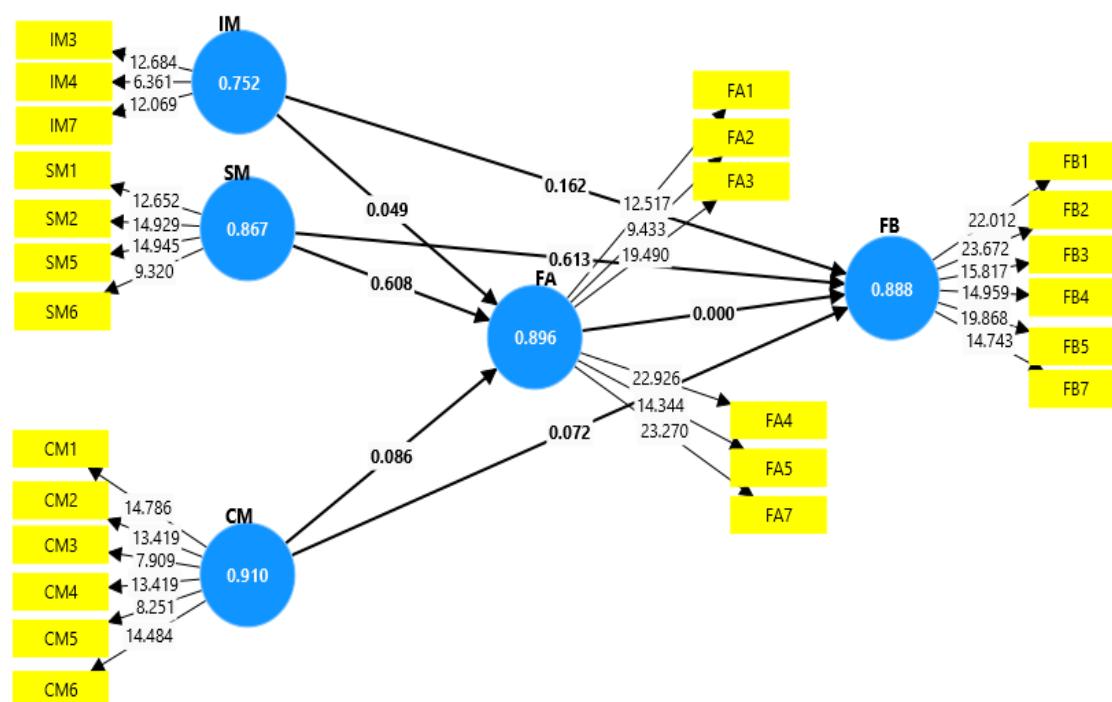 IM
IM3
IM4
IM7
12.684
6.361
12.069
0.752
SM
SM1
SM2
SM5
SM6
12.652
14.929
14.945
9.320
0.867
CM
CM1
CM2
CM3
CM4
CM5
CM6
14.786
13.419
7.909
13.419
8.251
14.484
0.910
0.162
0.049
0.613
0.608
0.086
0.072
0.000
FA
0.896
FA1
FA2
FA3
12.517
9.433
19.490
22.926
14.344
23.270
FA4
FA5
FA7
FB
0.888
22.012
23.672
15.817
14.959
19.868
14.743
FB1
FB2
FB3
FB4
FB5
FB7